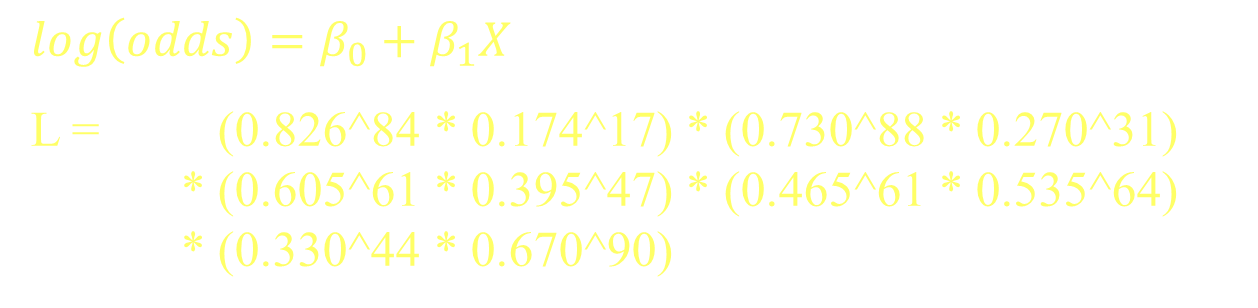 log(odds) = β₀ + β₁X
L = (0.826^84 * 0.174^17) * (0.730^88 * 0.270^31)
* (0.605^61 * 0.395^47) * (0.465^61 * 0.535^64)
* (0.330^44 * 0.670^90)